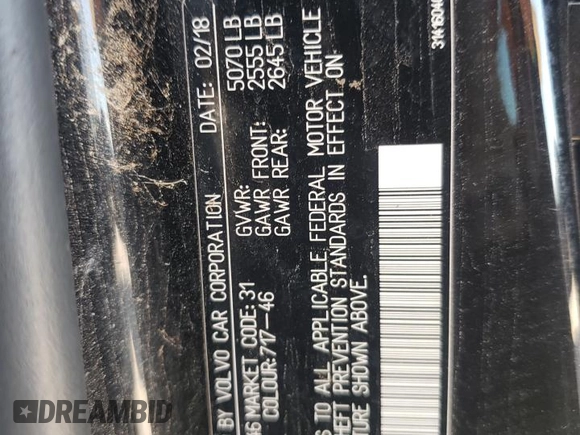 BY VOLVO CAR CORPORATION DATE: 02/18
GVWR: 5070 LB
MARKET CODE: 31 GAWR FRONT: 2555 LB
COLOUR: 717-46 GAWR REAR: 2645 LB
TO ALL APPLICABLE FEDERAL MOTOR VEHICLE
THEFT PREVENTION STANDARDS IN EFFECT ON
SHOWN ABOVE.
DREAMBID